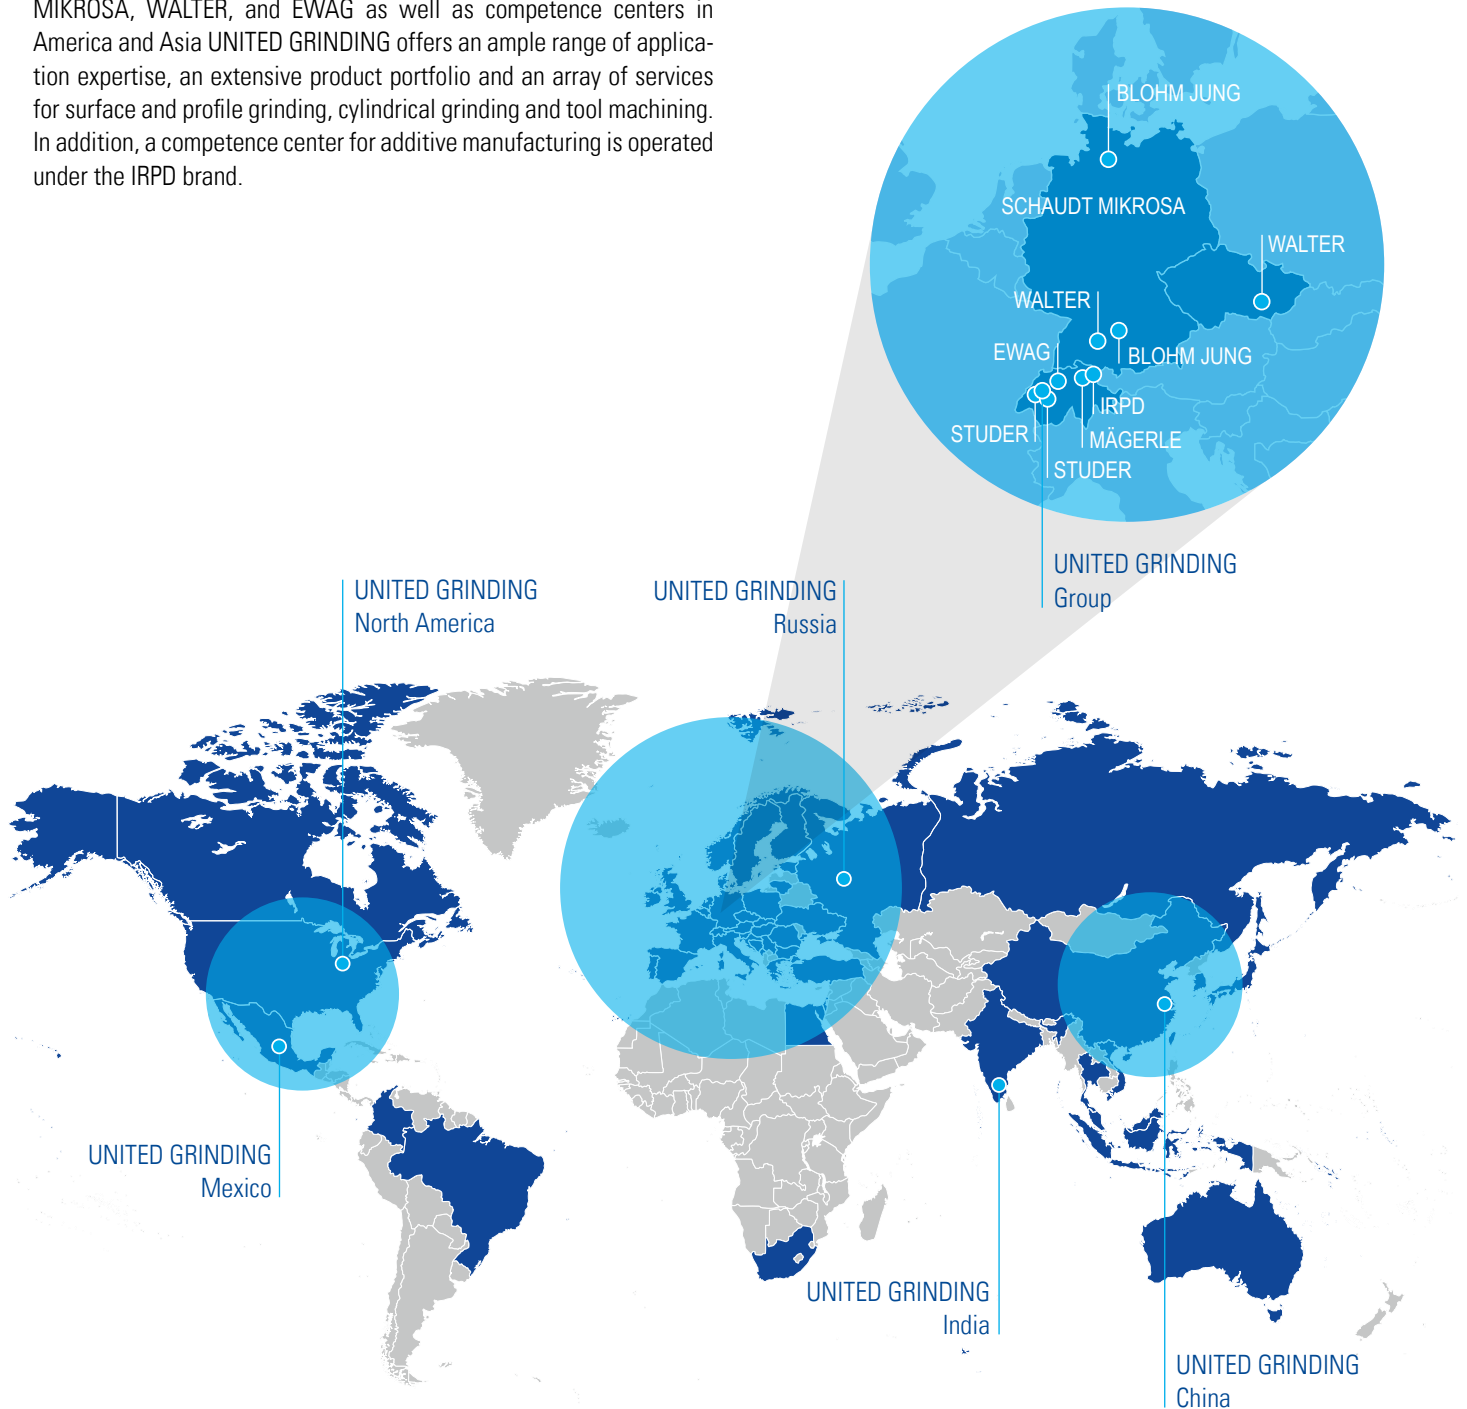 MIKROSA, WALTER, and EWAG as well as competence centers in
America and Asia UNITED GRINDING offers an ample range of applica-
tion expertise, an extensive product portfolio and an array of services
for surface and profile grinding, cylindrical grinding and tool machining.
In addition, a competence center for additive manufacturing is operated
under the IRPD brand.
BLOHM JUNG
SCHAUDT MIKROSA
WALTER
WALTER
EWAG
BLOHM JUNG
IRPD
STUDER
MÄGERLE
STUDER
UNITED GRINDING
Group
UNITED GRINDING
North America
UNITED GRINDING
Russia
UNITED GRINDING
Mexico
UNITED GRINDING
India
UNITED GRINDING
China